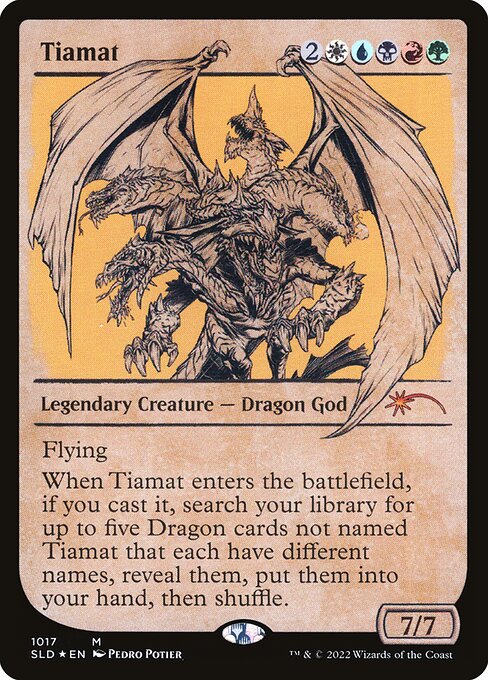 Tiamat 2
Legendary Creature — Dragon God
Flying
When Tiamat enters the battlefield,
if you cast it, search your library for
up to five Dragon cards not named
Tiamat that each have different
names, reveal them, put them into
your hand, then shuffle.
7/7
1017 M
SLD ★ EN Pedro Potier
™ & © 2022 Wizards of the Coast